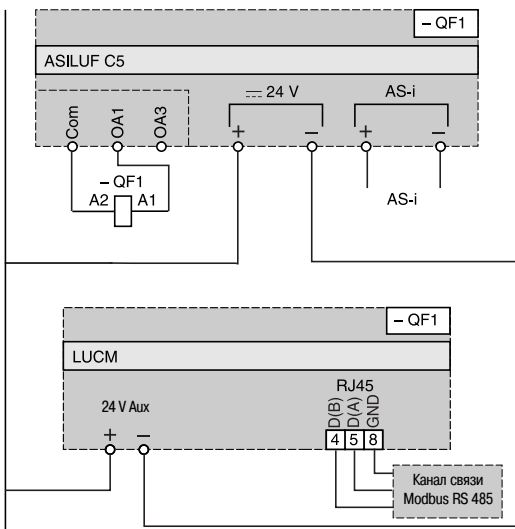 – QF1
ASILUF C5
24 V
AS-i
Com
OA1
OA3
+
–
+
–
– QF1
A2
A1
AS-i
– QF1
LUCM
24 V Aux
RJ45
D(B)
D(A)
GND
+
–
4
5
8
Канал связи
Modbus RS 485